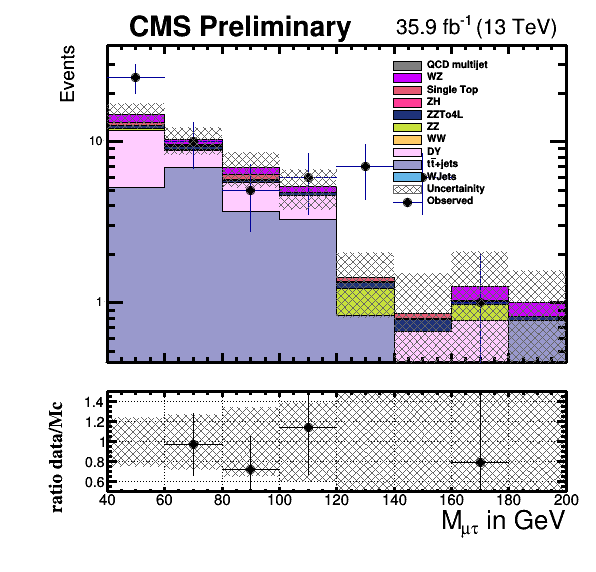 CMS Preliminary 35.9 fb⁻¹ (13 TeV)
Events
10
1
QCD multijet
WZ
Single Top
ZH
ZZTo4L
ZZ
WW
DY
tt̄+jets
WJets
Uncertainity
Observed
ratio data/Mc
1.4
1.2
1
0.8
0.6
40 60 80 100 120 140 160 180 200
M_μτ in GeV